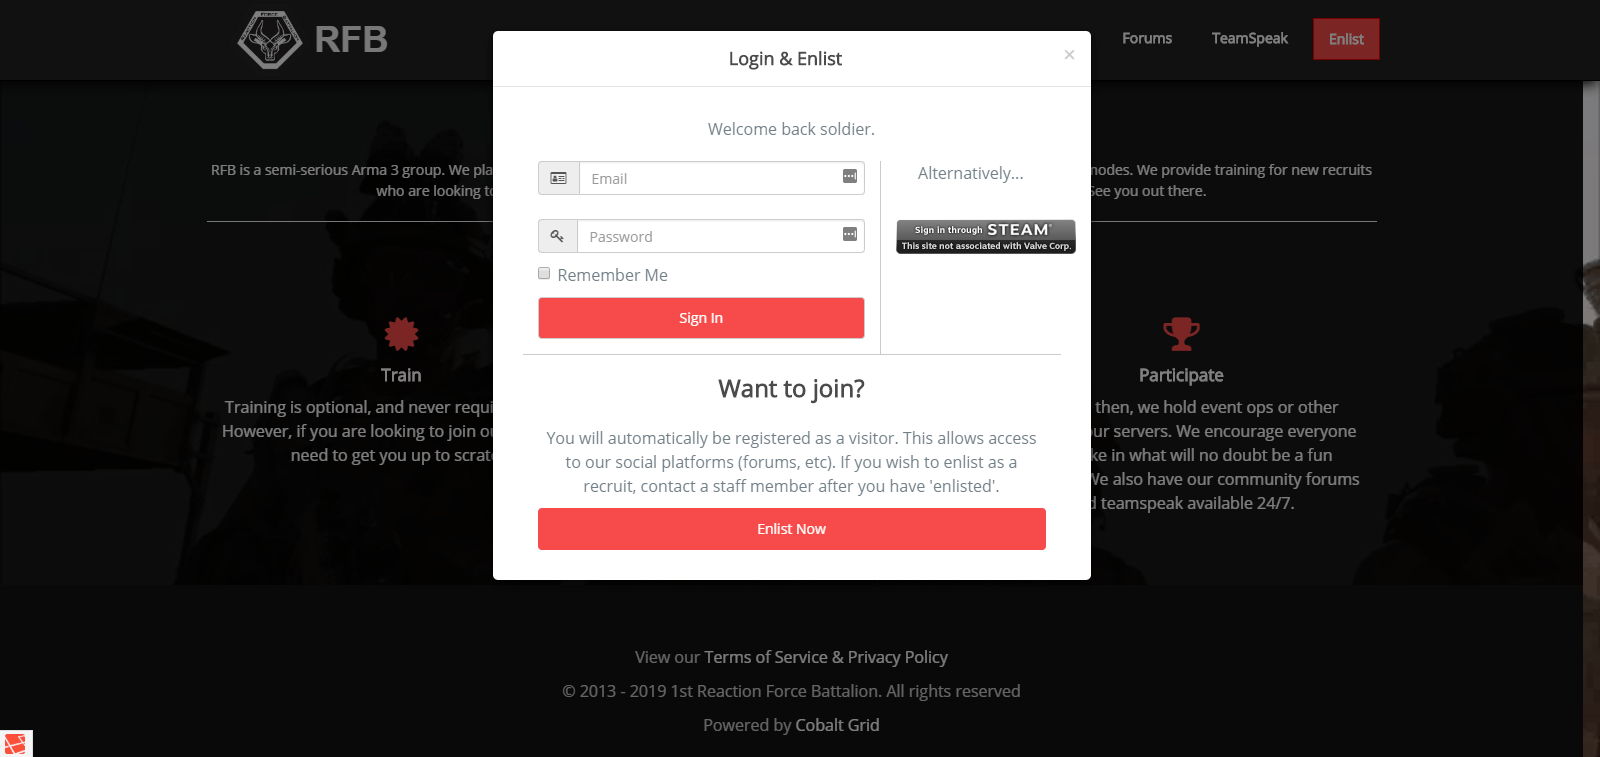 RFB
Forums
TeamSpeak
Enlist
Login & Enlist
×
Welcome back soldier.
RFB is a semi-serious Arma 3 group. We pla
modes. We provide training for new recruits
who are looking to
See you out there.
Email
Password
Remember Me
Sign In
Alternatively...
Sign in through STEAM
This site not associated with Valve Corp.
Train
Training is optional, and never requi
However, if you are looking to join ou
need to get you up to scratc
Participate
then, we hold event ops or other
our servers. We encourage everyone
ke in what will no doubt be a fun
We also have our community forums
d teamspeak available 24/7.
Want to join?
You will automatically be registered as a visitor. This allows access
to our social platforms (forums, etc). If you wish to enlist as a
recruit, contact a staff member after you have 'enlisted'.
Enlist Now
View our Terms of Service & Privacy Policy
© 2013 - 2019 1st Reaction Force Battalion. All rights reserved
Powered by Cobalt Grid